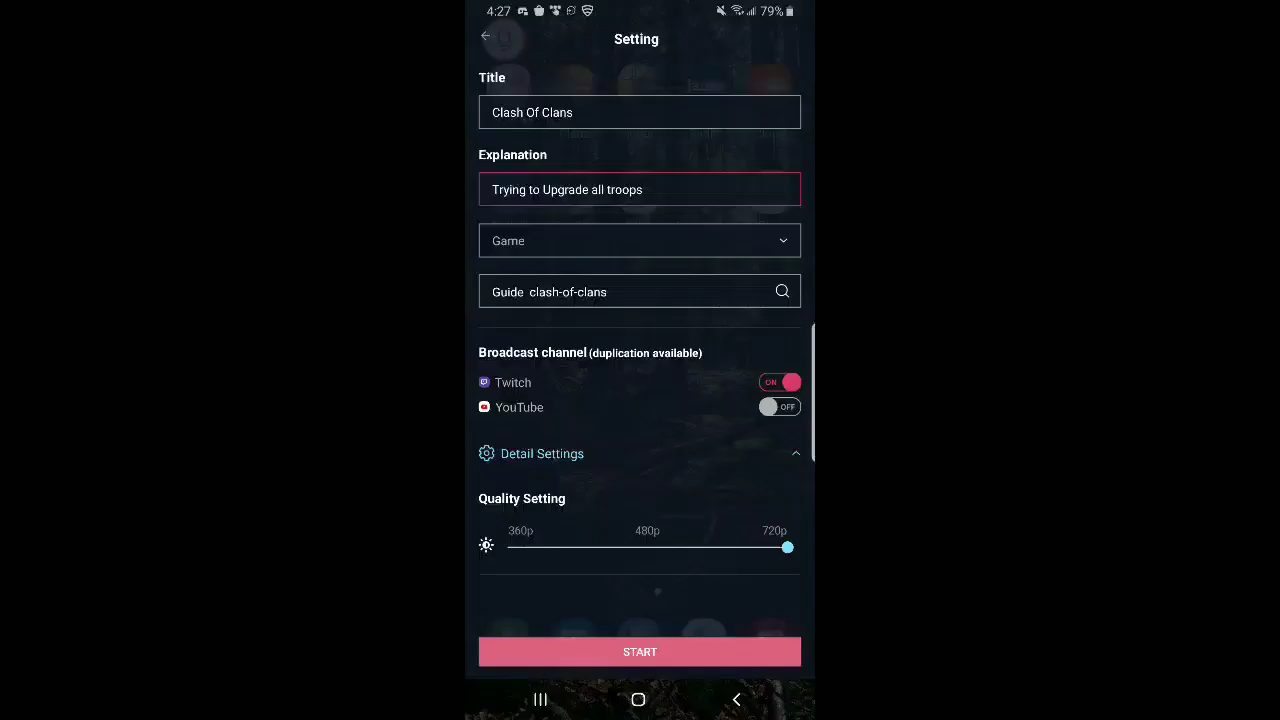 4:27 79%
Setting
Title
Clash Of Clans
Explanation
Trying to Upgrade all troops
Game
Guide clash-of-clans
Broadcast channel (duplication available)
Twitch ON
YouTube OFF
Detail Settings
Quality Setting
360p 480p 720p
START